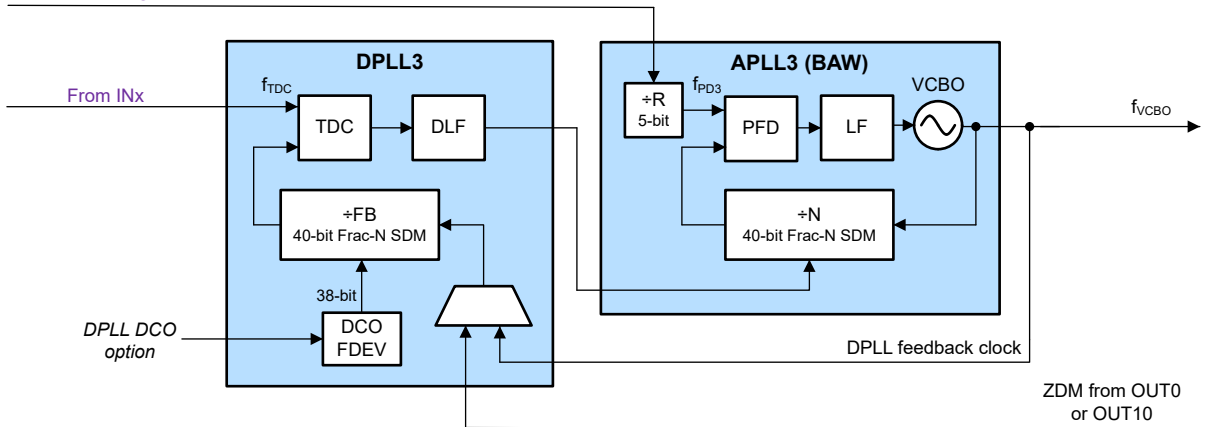 DPLL3
APLL3 (BAW)
From INx
fTDC
TDC
DLF
÷R
5-bit
fPD3
PFD
LF
VCBO
fVCBO
÷FB
40-bit Frac-N SDM
÷N
40-bit Frac-N SDM
38-bit
DPLL DCO
option
DCO
FDEV
DPLL feedback clock
ZDM from OUT0
or OUT10